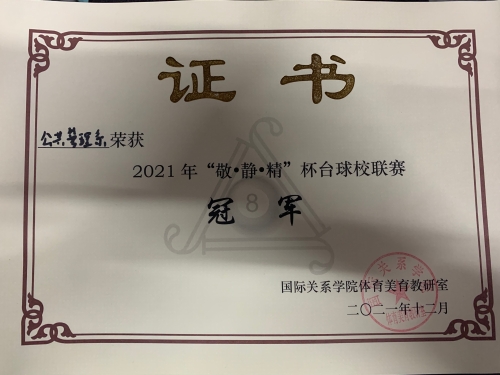 证书
公共管理系荣获
2021年“敬•静•精”杯台球校联赛
8
冠军
国际关系学院体育美育教研室
二〇二一年十二月